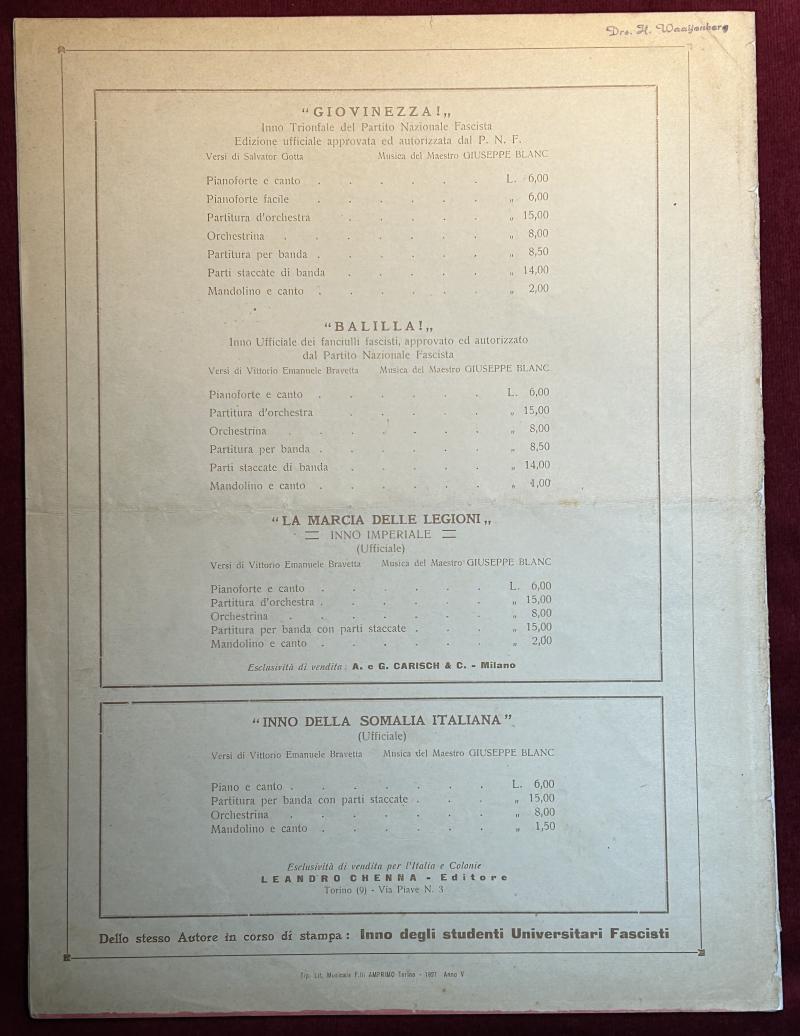 Drs. H. Waaijenberg
“GIOVINEZZA!„
Inno Trionfale del Partito Nazionale Fascista
Edizione ufficiale approvata ed autorizzata dal P. N. F.
Versi di Salvator Gotta Musica del Maestro GIUSEPPE BLANC
Pianoforte e canto . . . . . . L. 6,00
Pianoforte facile . . . . . . „ 6,00
Partitura d'orchestra . . . . . „ 15,00
Orchestrina . . . . . . . „ 8,00
Partitura per banda . . . . . . „ 8,50
Parti staccate di banda . . . . . „ 14,00
Mandolino e canto . . . . . . „ 2,00
“BALILLA!„
Inno Ufficiale dei fanciulli fascisti, approvato ed autorizzato
dal Partito Nazionale Fascista
Versi di Vittorio Emanuele Bravetta Musica del Maestro GIUSEPPE BLANC
Pianoforte e canto . . . . . . L. 6,00
Partitura d'orchestra . . . . . „ 15,00
Orchestrina . . . . . . . „ 8,00
Partitura per banda . . . . . . „ 8,50
Parti staccate di banda . . . . . „ 14,00
Mandolino e canto . . . . . . „ 1,00
“LA MARCIA DELLE LEGIONI„
INNO IMPERIALE
(Ufficiale)
Versi di Vittorio Emanuele Bravetta Musica del Maestro GIUSEPPE BLANC
Pianoforte e canto . . . . . . L. 6,00
Partitura d'orchestra . . . . . . „ 15,00
Orchestrina . . . . . . . „ 8,00
Partitura per banda con parti staccate . . . „ 15,00
Mandolino e canto . . . . . . „ 2,00
Esclusività di vendita: A. e G. CARISCH & C. - Milano
“INNO DELLA SOMALIA ITALIANA”
(Ufficiale)
Versi di Vittorio Emanuele Bravetta Musica del Maestro GIUSEPPE BLANC
Piano e canto . . . . . . . L. 6,00
Partitura per banda con parti staccate . . . „ 15,00
Orchestrina . . . . . . . „ 8,00
Mandolino e canto . . . . . . „ 1,50
Esclusività di vendita per l'Italia e Colonie
LEANDRO CHENNA - Editore
Torino (9) - Via Piave N. 3
Dello stesso Autore in corso di stampa: Inno degli studenti Universitari Fascisti
Tip. Lit. Musicale F.lli AMPRIMO Torino - 1927 Anno V